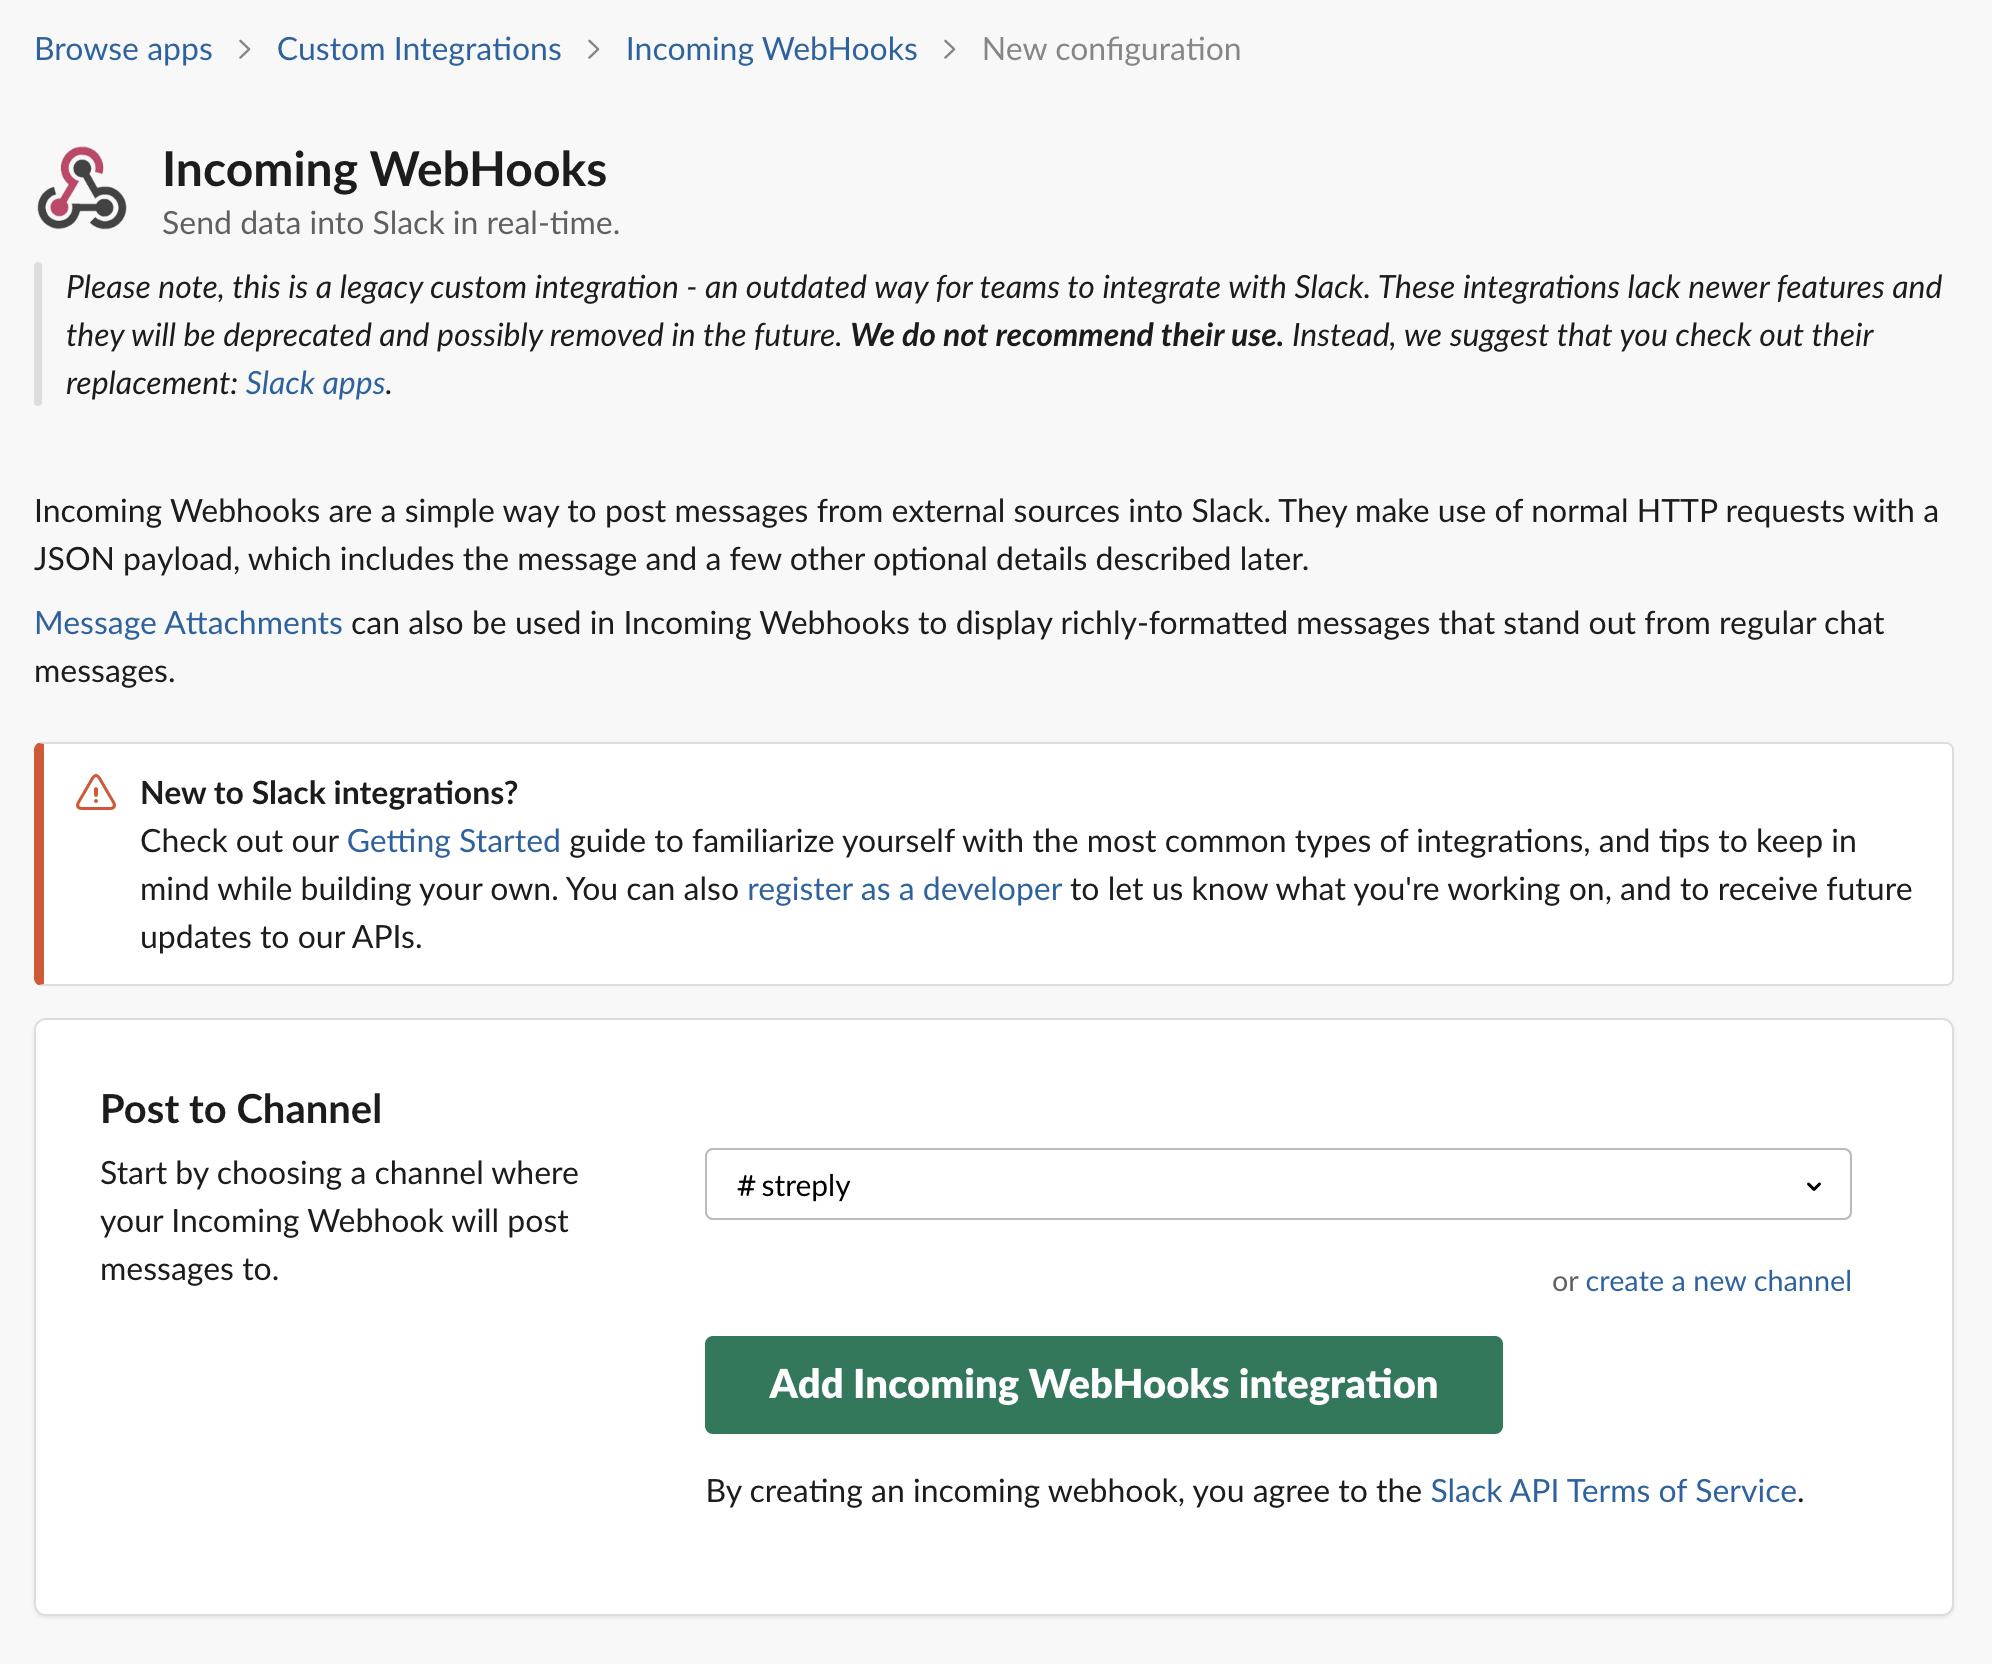 Browse apps > Custom Integrations > Incoming WebHooks > New configuration
Incoming WebHooks
Send data into Slack in real-time.
Please note, this is a legacy custom integration - an outdated way for teams to integrate with Slack. These integrations lack newer features and
they will be deprecated and possibly removed in the future. We do not recommend their use. Instead, we suggest that you check out their
replacement: Slack apps.
Incoming Webhooks are a simple way to post messages from external sources into Slack. They make use of normal HTTP requests with a
JSON payload, which includes the message and a few other optional details described later.
Message Attachments can also be used in Incoming Webhooks to display richly-formatted messages that stand out from regular chat
messages.
New to Slack integrations?
Check out our Getting Started guide to familiarize yourself with the most common types of integrations, and tips to keep in
mind while building your own. You can also register as a developer to let us know what you're working on, and to receive future
updates to our APIs.
Post to Channel
Start by choosing a channel where
your Incoming Webhook will post
messages to.
# streply
or create a new channel
Add Incoming WebHooks integration
By creating an incoming webhook, you agree to the Slack API Terms of Service.